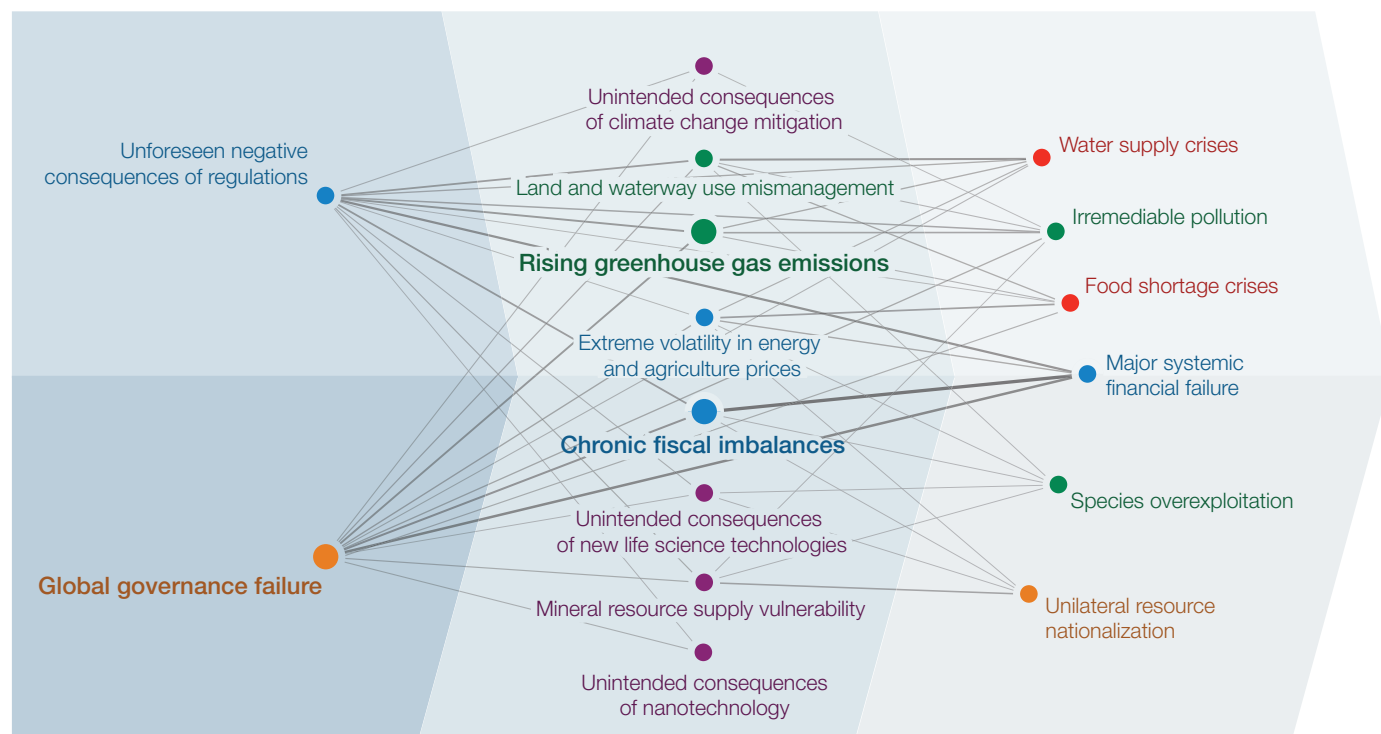 Unforeseen negative
consequences of regulations
Global governance failure
Unintended consequences
of climate change mitigation
Land and waterway use mismanagement
Rising greenhouse gas emissions
Extreme volatility in energy
and agriculture prices
Chronic fiscal imbalances
Unintended consequences
of new life science technologies
Mineral resource supply vulnerability
Unintended consequences
of nanotechnology
Water supply crises
Irremediable pollution
Food shortage crises
Major systemic
financial failure
Species overexploitation
Unilateral resource
nationalization